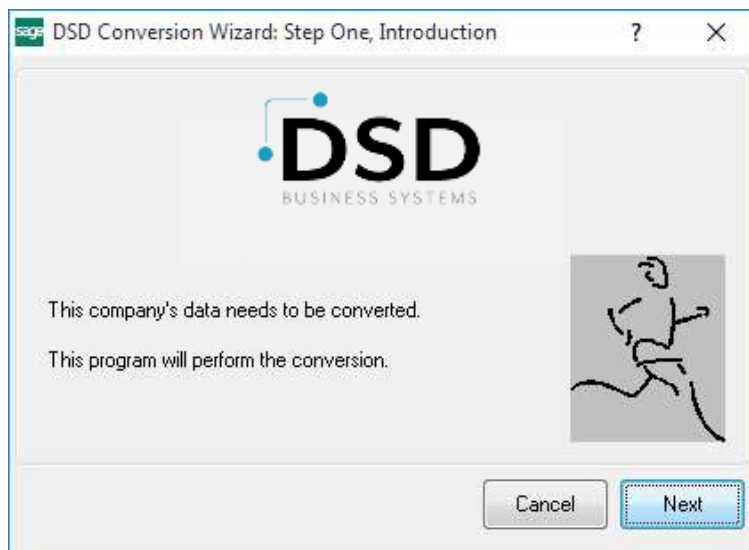 sage DSD Conversion Wizard: Step One, Introduction ? X
DSD
BUSINESS SYSTEMS
This company's data needs to be converted.
This program will perform the conversion.
Cancel Next